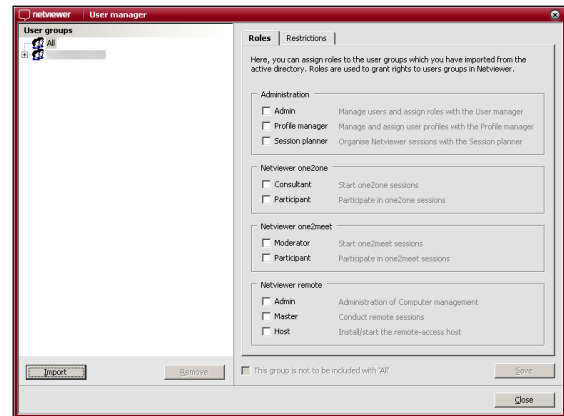 netviewer User manager
User groups
All
Roles Restrictions
Here, you can assign roles to the user groups which you have imported from the
active directory. Roles are used to grant rights to users groups in Netviewer.
Administration
Admin Manage users and assign roles with the User manager
Profile manager Manage and assign user profiles with the Profile manager
Session planner Organise Netviewer sessions with the Session planner
Netviewer one2one
Consultant Start one2one sessions
Participant Participate in one2one sessions
Netviewer one2meet
Moderator Start one2meet sessions
Participant Participate in one2meet sessions
Netviewer remote
Admin Administration of Computer management
Master Conduct remote sessions
Host Install/start the remote-access host
Import Remove This group is not to be included with 'All' Save
Close